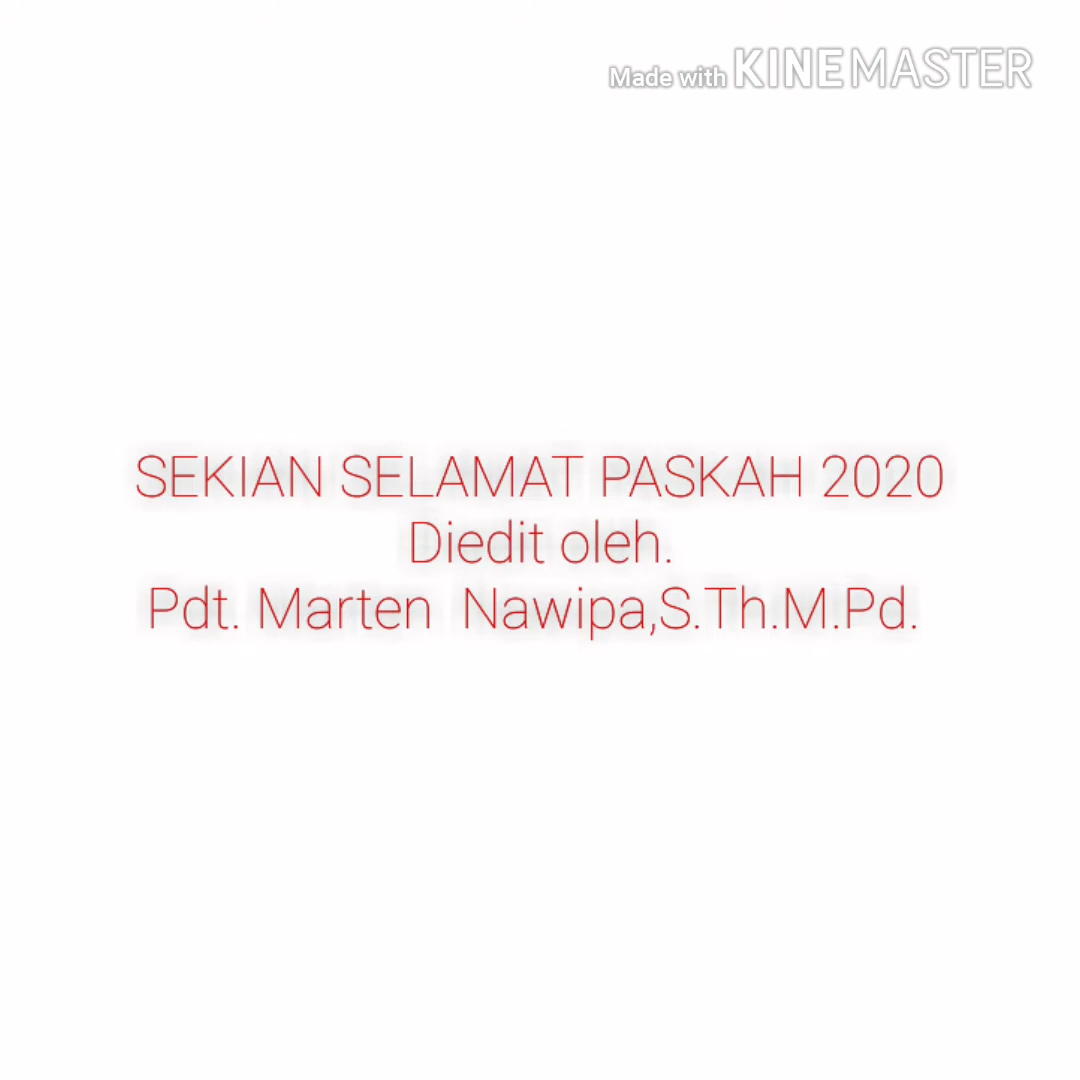 Made with KINEMASTER
SEKIAN SELAMAT PASKAH 2020
Diedit oleh.
Pdt. Marten Nawipa,S.Th.M.Pd.